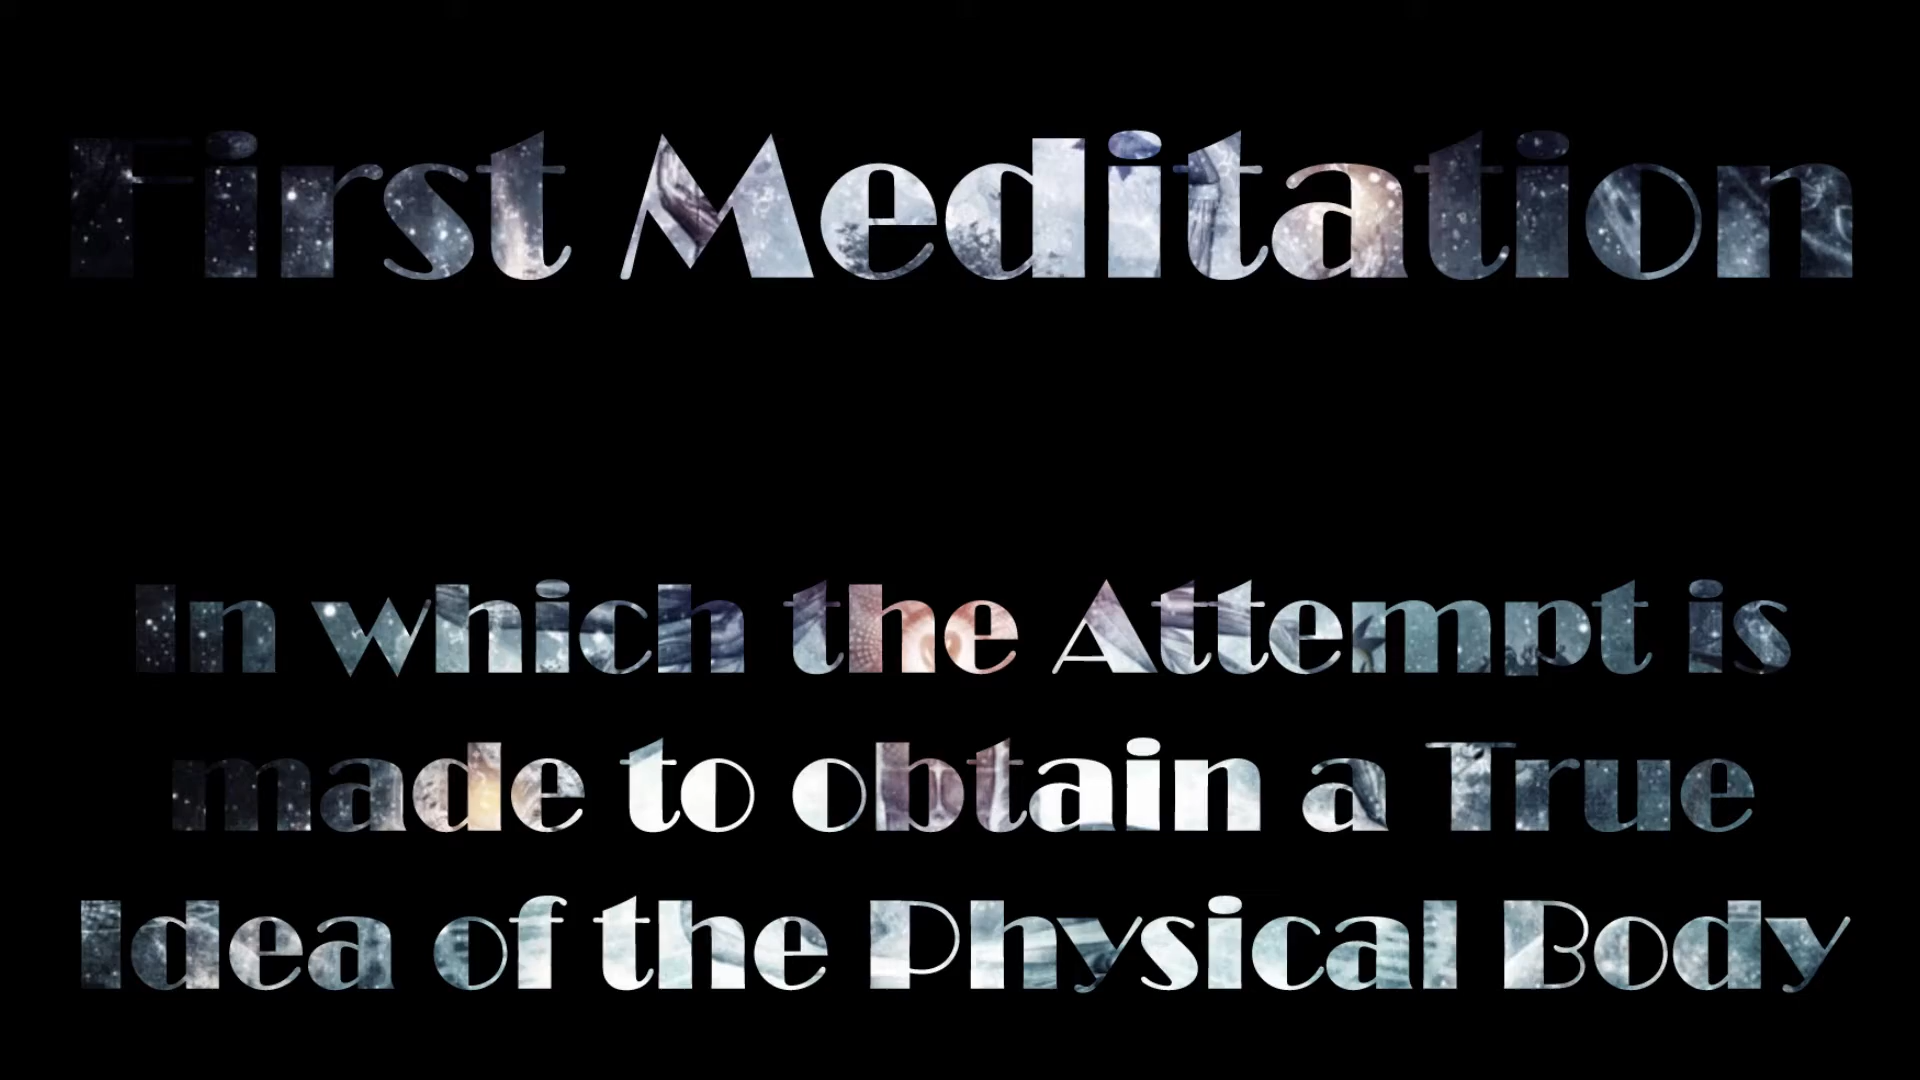 First Meditation
In which the Attempt is
made to obtain a True
Idea of the Physical Body